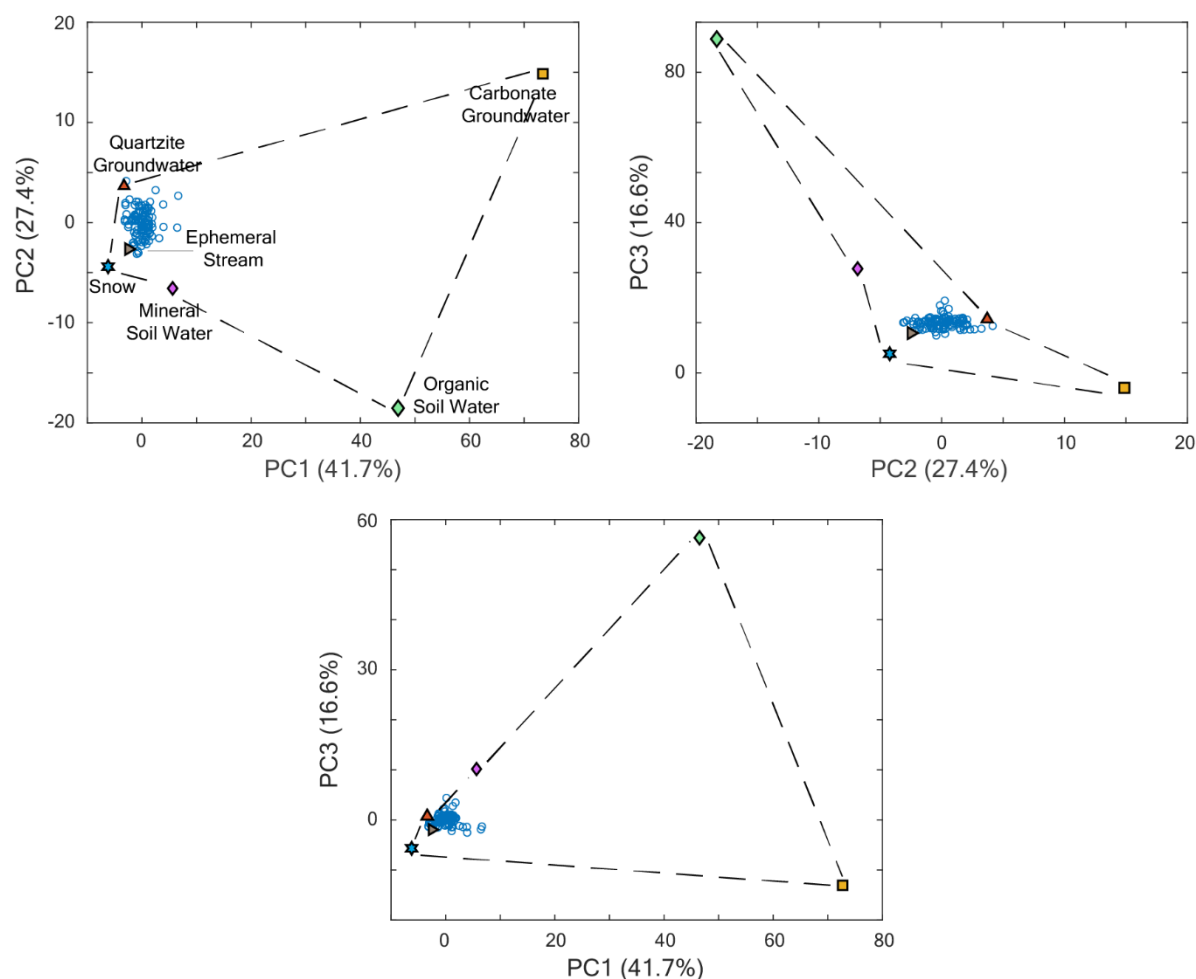 20
10
0
-10
-20
PC2 (27.4%)
Carbonate
Groundwater
Quartzite
Groundwater
Ephemeral
Stream
Snow
Mineral
Soil Water
Organic
Soil Water
0
20
40
60
80
PC1 (41.7%)
80
40
0
PC3 (16.6%)
-20
-10
0
10
20
PC2 (27.4%)
60
30
0
PC3 (16.6%)
0
20
40
60
80
PC1 (41.7%)